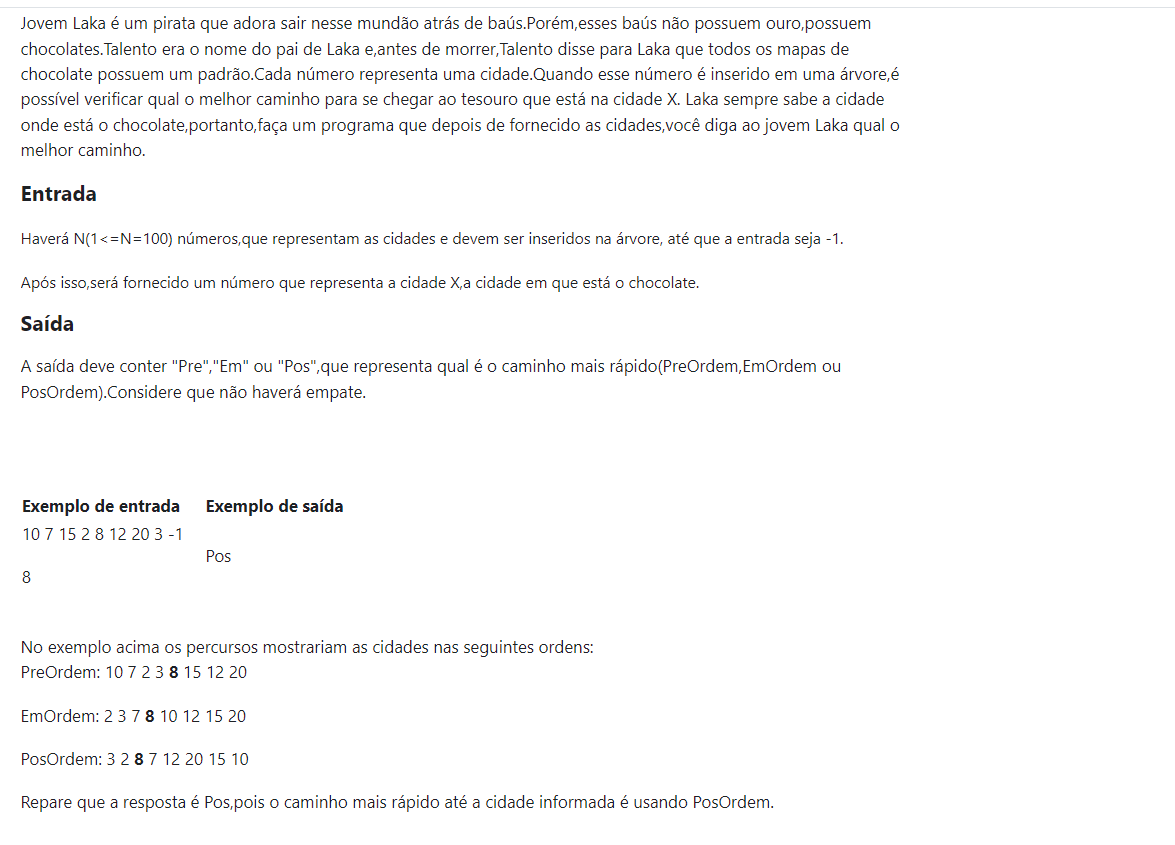 Jovem Laka é um pirata que adora sair nesse mundão atrás de baús.Porém,esses baús não possuem ouro,possuem
chocolates.Talento era o nome do pai de Laka e,antes de morrer,Talento disse para Laka que todos os mapas de
chocolate possuem um padrão.Cada número representa uma cidade.Quando esse número é inserido em uma árvore,é
possível verificar qual o melhor caminho para se chegar ao tesouro que está na cidade X. Laka sempre sabe a cidade
onde está o chocolate,portanto,faça um programa que depois de fornecido as cidades,você diga ao jovem Laka qual o
melhor caminho.
Entrada
Haverá N(1<=N=100) números,que representam as cidades e devem ser inseridos na árvore, até que a entrada seja -1.
Após isso,será fornecido um número que representa a cidade X,a cidade em que está o chocolate.
Saída
A saída deve conter "Pre","Em" ou "Pos",que representa qual é o caminho mais rápido(PreOrdem,EmOrdem ou
PosOrdem).Considere que não haverá empate.
Exemplo de entrada Exemplo de saída
10 7 15 2 8 12 20 3 -1
Pos
8
No exemplo acima os percursos mostrariam as cidades nas seguintes ordens:
PreOrdem: 10 7 2 3 8 15 12 20
EmOrdem: 2 3 7 8 10 12 15 20
PosOrdem: 3 2 8 7 12 20 15 10
Repare que a resposta é Pos,pois o caminho mais rápido até a cidade informada é usando PosOrdem.